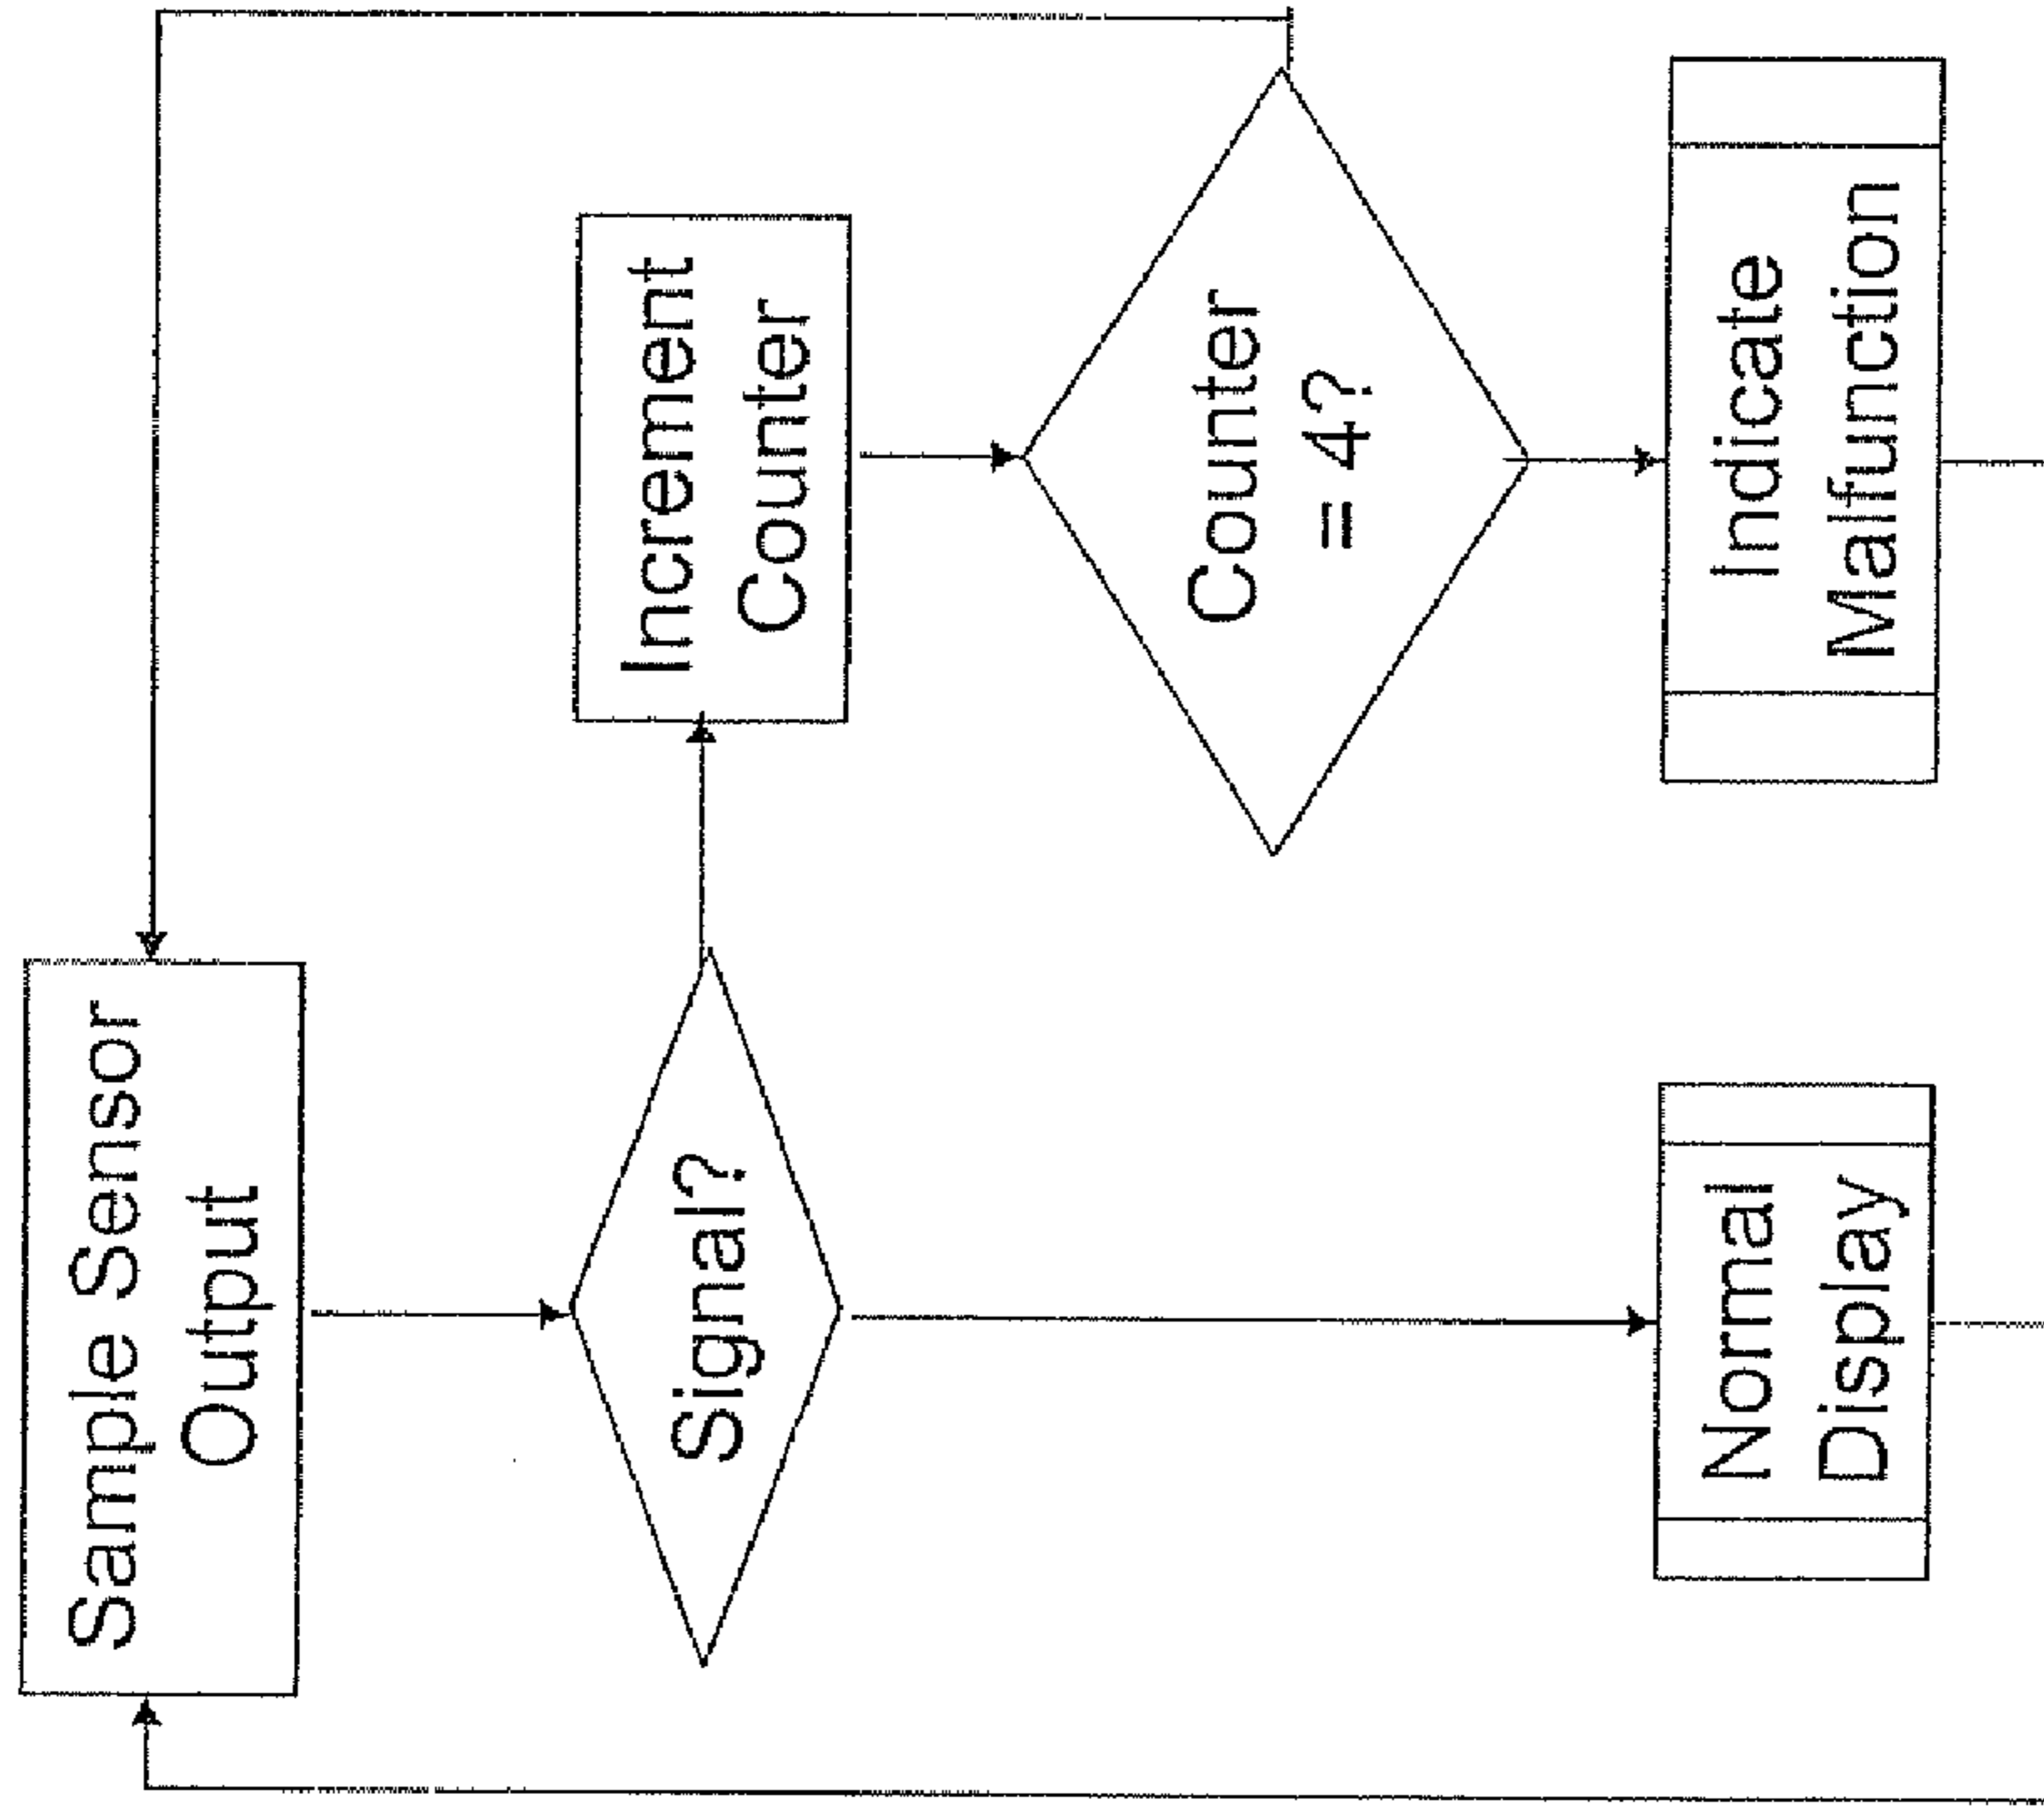 Sample Sensor
Output
Signal?
Increment
Counter
Counter
= 4?
Normal
Display
Indicate
Malfunction